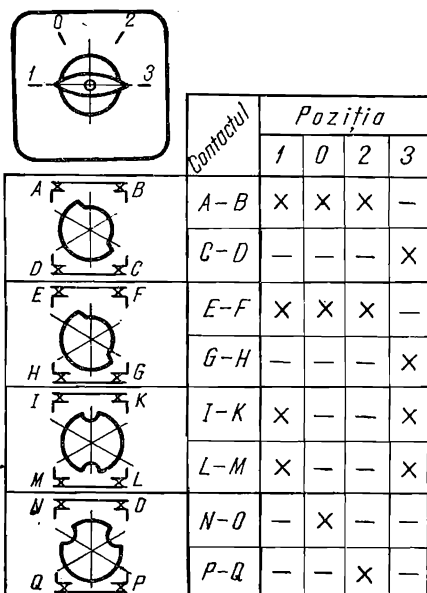 0 2
1 3
Contactul Poziția
1 0 2 3
A B
A-B × × × —
D C
C-D — — — ×
E F
E-F × × × —
H G
G-H — — — ×
I K
I-K × — — ×
M L
L-M × — — ×
N O
N-O — × — —
Q P
P-Q — — × —